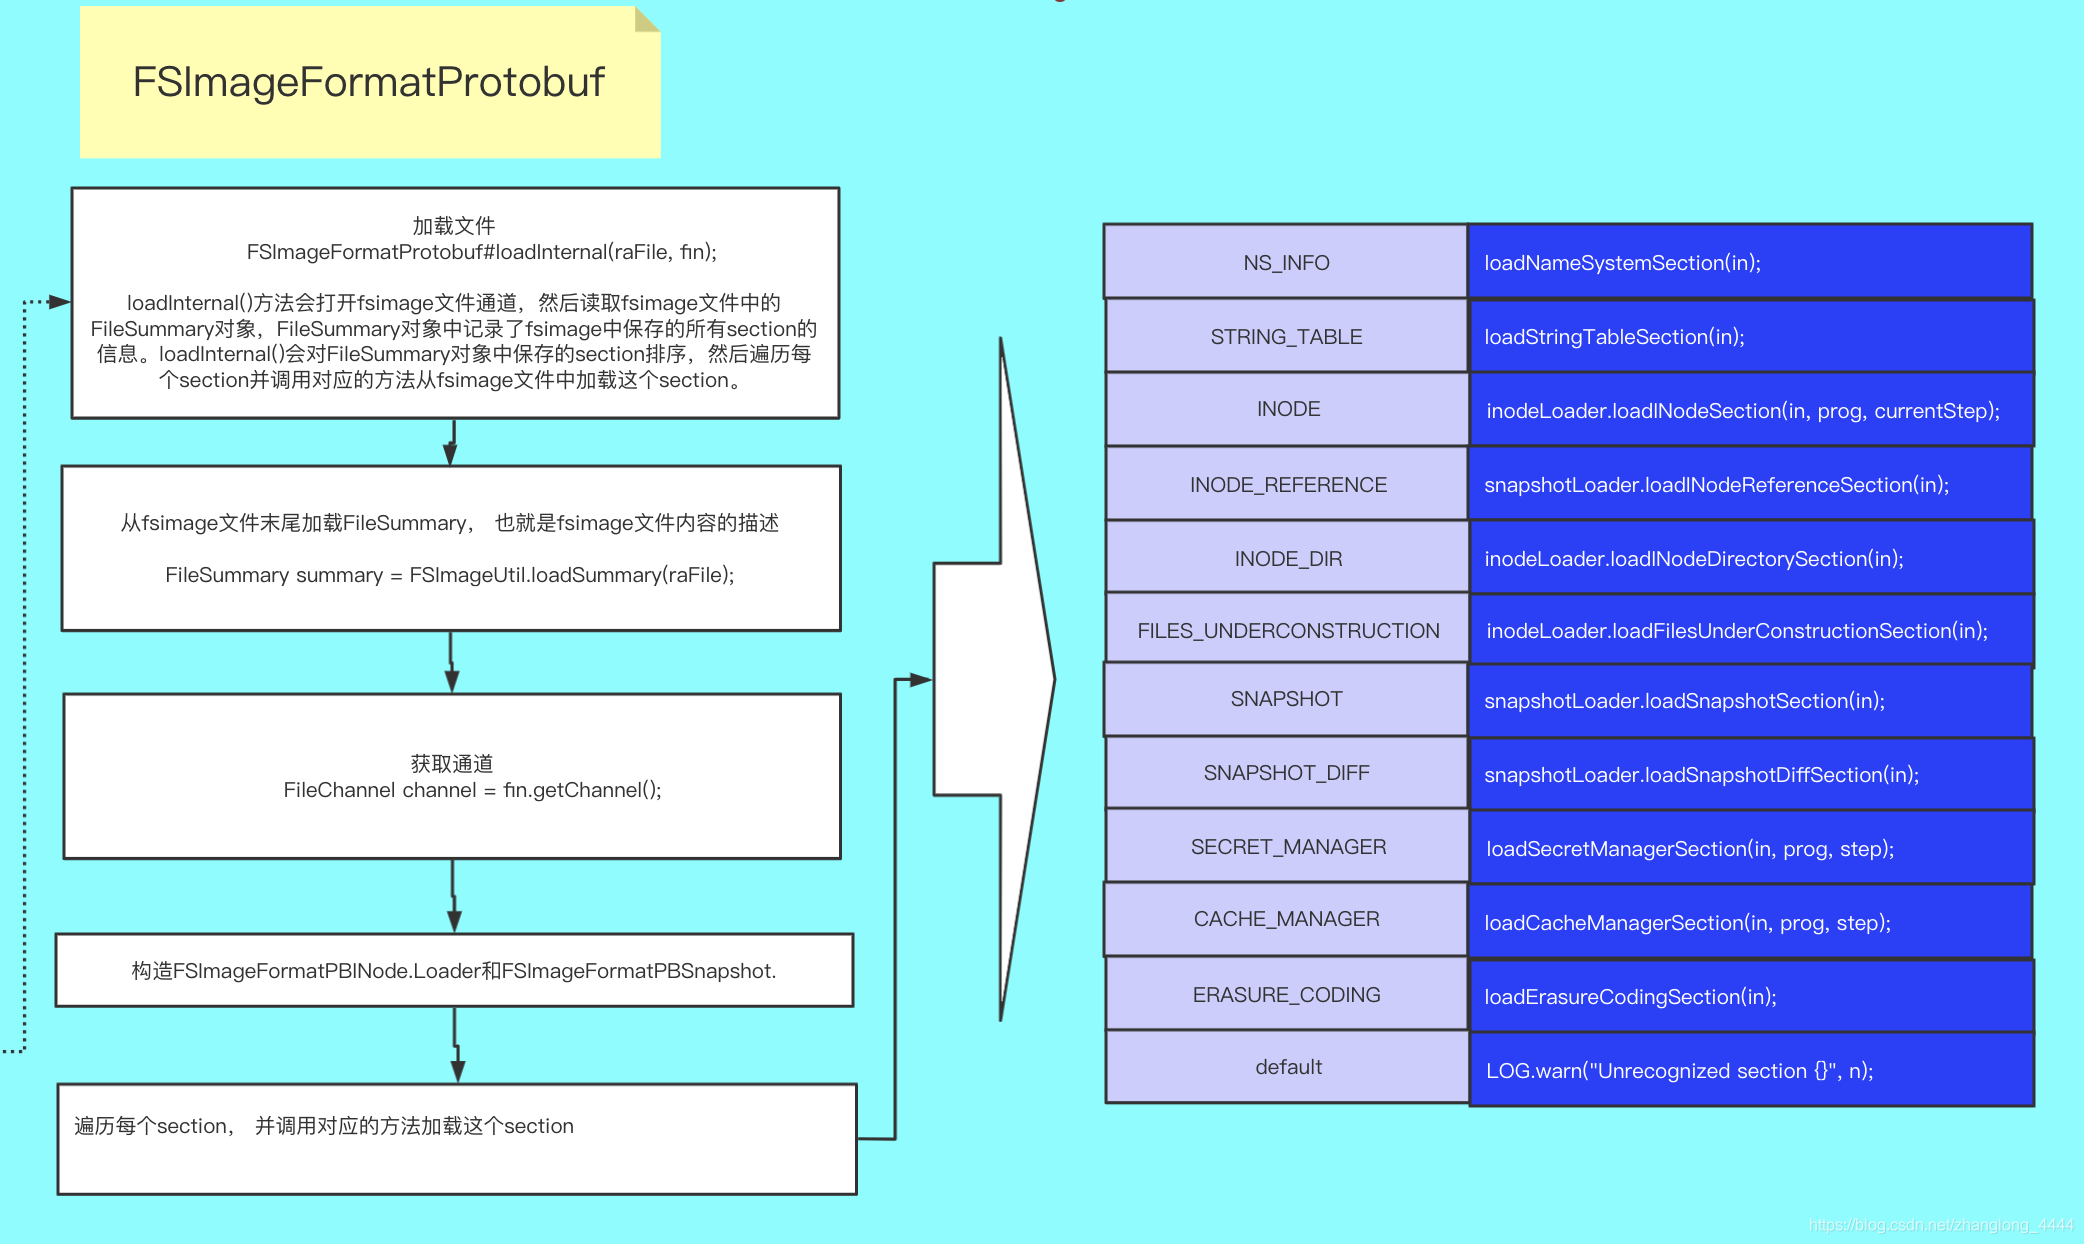 FSImageFormatProtobuf
加载文件
FSImageFormatProtobuf#loadInternal(raFile, fin);
loadInternal()方法会打开fsimage文件通道，然后读取fsimage文件中的
FileSummary对象，FileSummary对象中记录了fsimage中保存的所有section的
信息。loadInternal()会对FileSummary对象中保存的section排序，然后遍历每
个section并调用对应的方法从fsimage文件中加载这个section。
从fsimage文件末尾加载FileSummary， 也就是fsimage文件内容的描述
FileSummary summary = FSImageUtil.loadSummary(raFile);
获取通道
FileChannel channel = fin.getChannel();
构造FSImageFormatPBINode.Loader和FSImageFormatPBSnapshot.
遍历每个section， 并调用对应的方法加载这个section
NS_INFO
loadNameSystemSection(in);
STRING_TABLE
loadStringTableSection(in);
INODE
inodeLoader.loadINodeSection(in, prog, currentStep);
INODE_REFERENCE
snapshotLoader.loadINodeReferenceSection(in);
INODE_DIR
inodeLoader.loadINodeDirectorySection(in);
FILES_UNDERCONSTRUCTION
inodeLoader.loadFilesUnderConstructionSection(in);
SNAPSHOT
snapshotLoader.loadSnapshotSection(in);
SNAPSHOT_DIFF
snapshotLoader.loadSnapshotDiffSection(in);
SECRET_MANAGER
loadSecretManagerSection(in, prog, step);
CACHE_MANAGER
loadCacheManagerSection(in, prog, step);
ERASURE_CODING
loadErasureCodingSection(in);
default
LOG.warn("Unrecognized section {}", n);
https://blog.csdn.net/zhanglong_4444